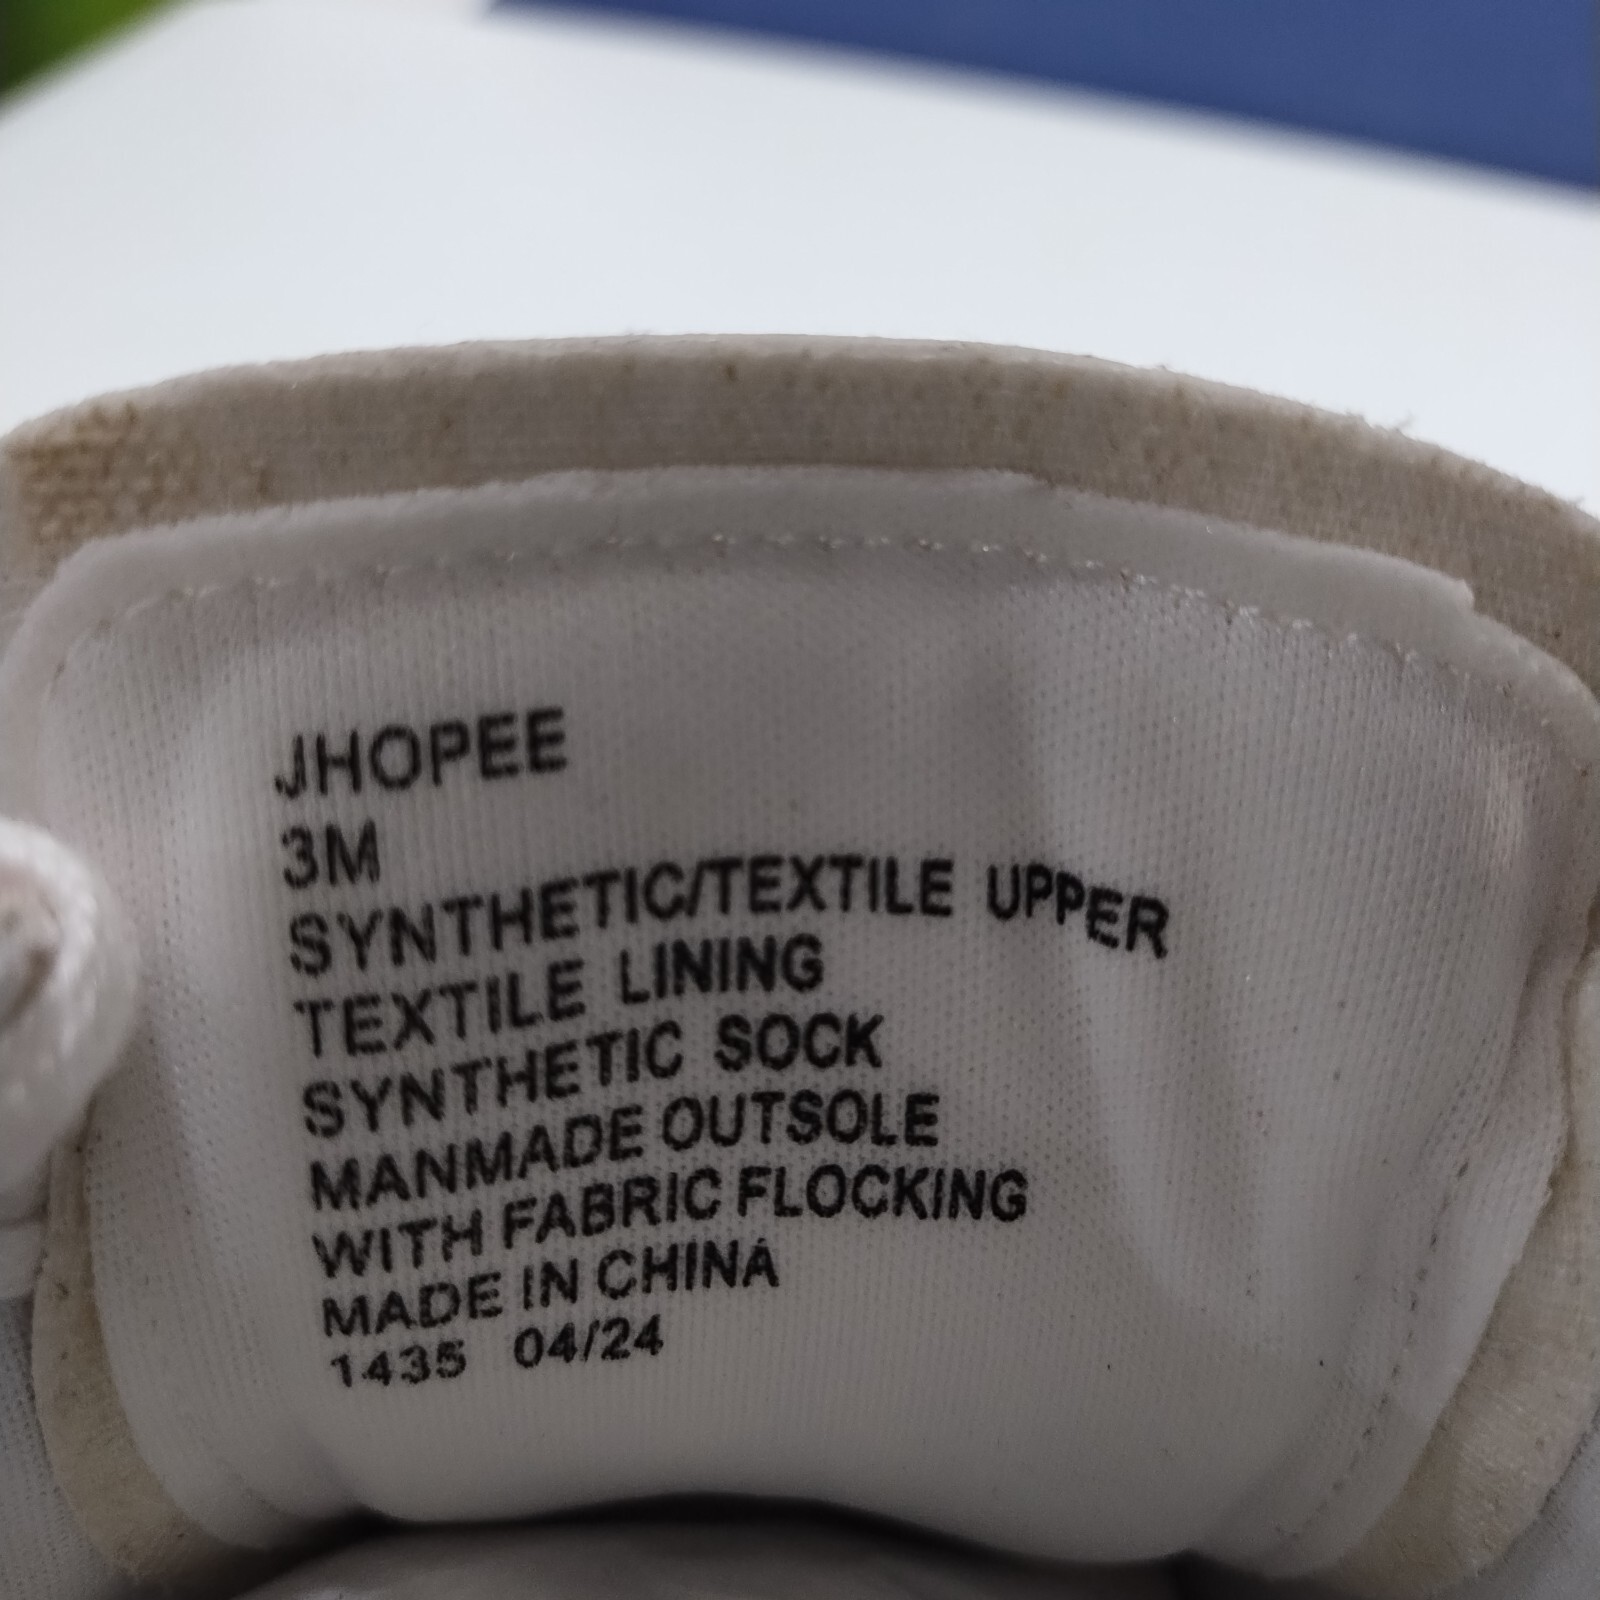 JHOPEE
3M
SYNTHETIC/TEXTILE UPPER
TEXTILE LINING
SYNTHETIC SOCK
MANMADE OUTSOLE
WITH FABRIC FLOCKING
MADE IN CHINA
1435 04/24